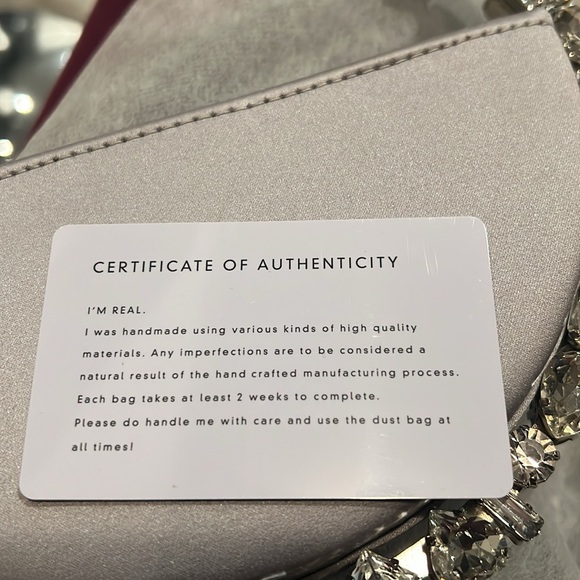 CERTIFICATE OF AUTHENTICITY
I'M REAL.
I was handmade using various kinds of high quality
materials. Any imperfections are to be considered a
natural result of the hand crafted manufacturing process.
Each bag takes at least 2 weeks to complete.
Please do handle me with care and use the dust bag at
all times!